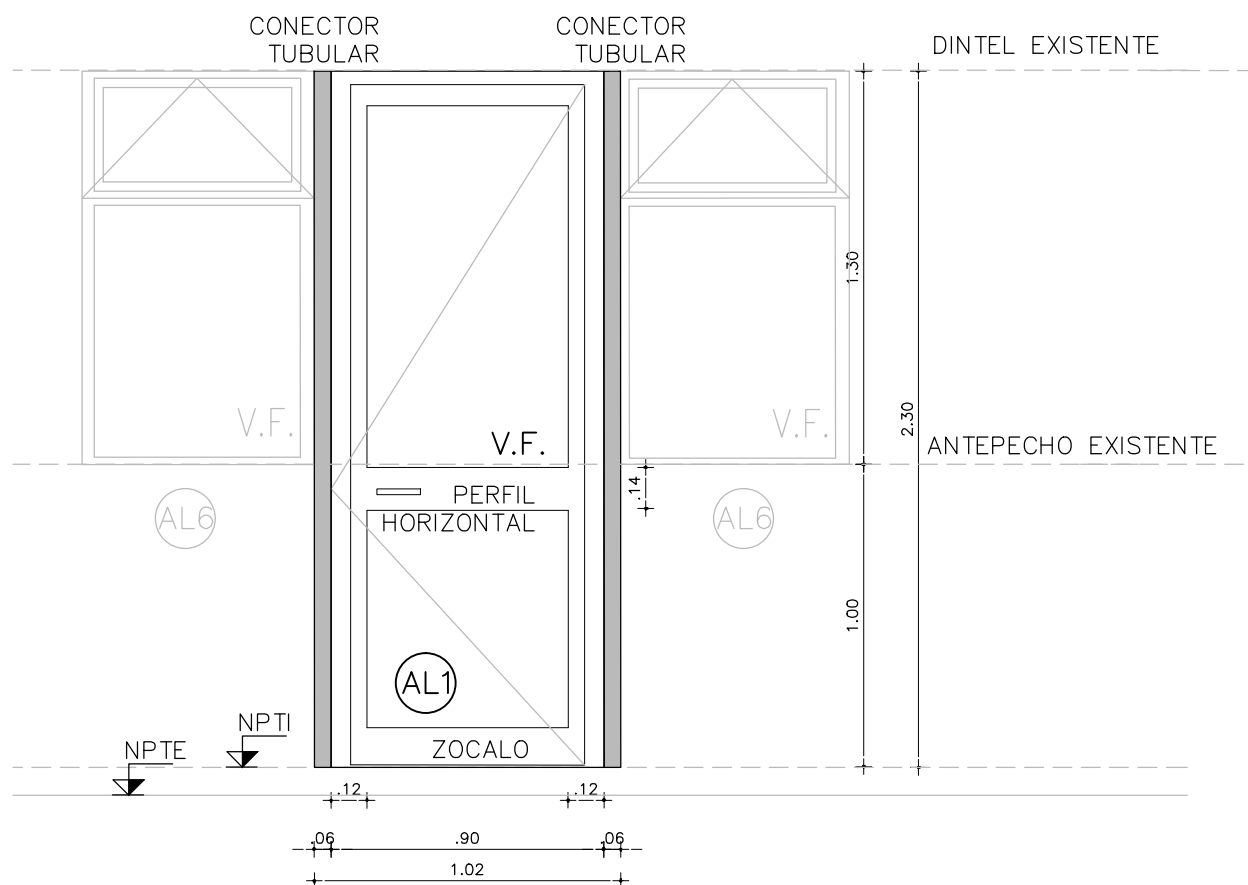 CONECTOR
TUBULAR
CONECTOR
TUBULAR
DINTEL EXISTENTE
1.30
2.30
V.F.
V.F.
V.F.
ANTEPECHO EXISTENTE
.14
PERFIL
HORIZONTAL
AL6
AL6
1.00
AL1
NPTI
NPTE
ZOCALO
.12
.12
.06
.90
.06
1.02